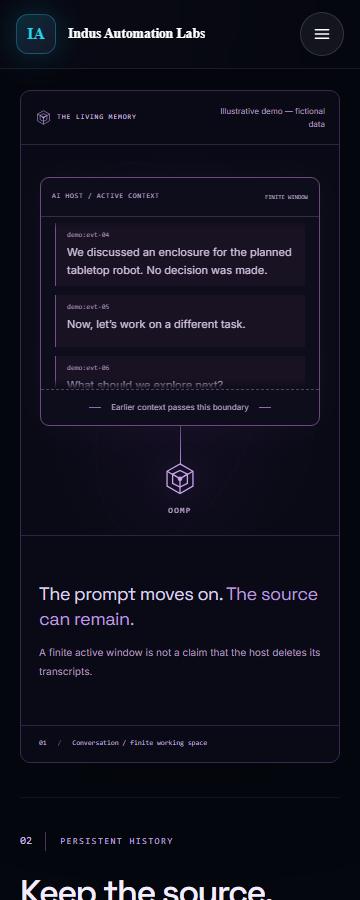 IA
Indus Automation Labs
THE LIVING MEMORY
Illustrative demo — fictional
data
AI HOST / ACTIVE CONTEXT
FINITE WINDOW
demo:evt-04
We discussed an enclosure for the planned
tabletop robot. No decision was made.
demo:evt-05
Now, let's work on a different task.
demo:evt-06
What should we explore next?
Earlier context passes this boundary
OOMP
The prompt moves on. The source
can remain.
A finite active window is not a claim that the host deletes its
transcripts.
01 / Conversation / finite working space
02
PERSISTENT HISTORY
Keep the source.